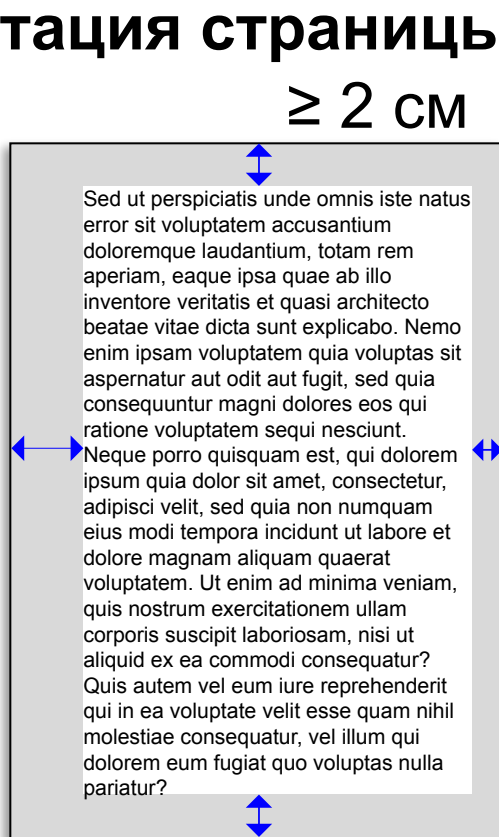 тация страниць
≥ 2 см
Sed ut perspiciatis unde omnis iste natus
error sit voluptatem accusantium
doloremque laudantium, totam rem
aperiam, eaque ipsa quae ab illo
inventore veritatis et quasi architecto
beatae vitae dicta sunt explicabo. Nemo
enim ipsam voluptatem quia voluptas sit
aspernatur aut odit aut fugit, sed quia
consequuntur magni dolores eos qui
ratione voluptatem sequi nesciunt.
Neque porro quisquam est, qui dolorem
ipsum quia dolor sit amet, consectetur,
adipisci velit, sed quia non numquam
eius modi tempora incidunt ut labore et
dolore magnam aliquam quaerat
voluptatem. Ut enim ad minima veniam,
quis nostrum exercitationem ullam
corporis suscipit laboriosam, nisi ut
aliquid ex ea commodi consequatur?
Quis autem vel eum iure reprehenderit
qui in ea voluptate velit esse quam nihil
molestiae consequatur, vel illum qui
dolorem eum fugiat quo voluptas nulla
pariatur?